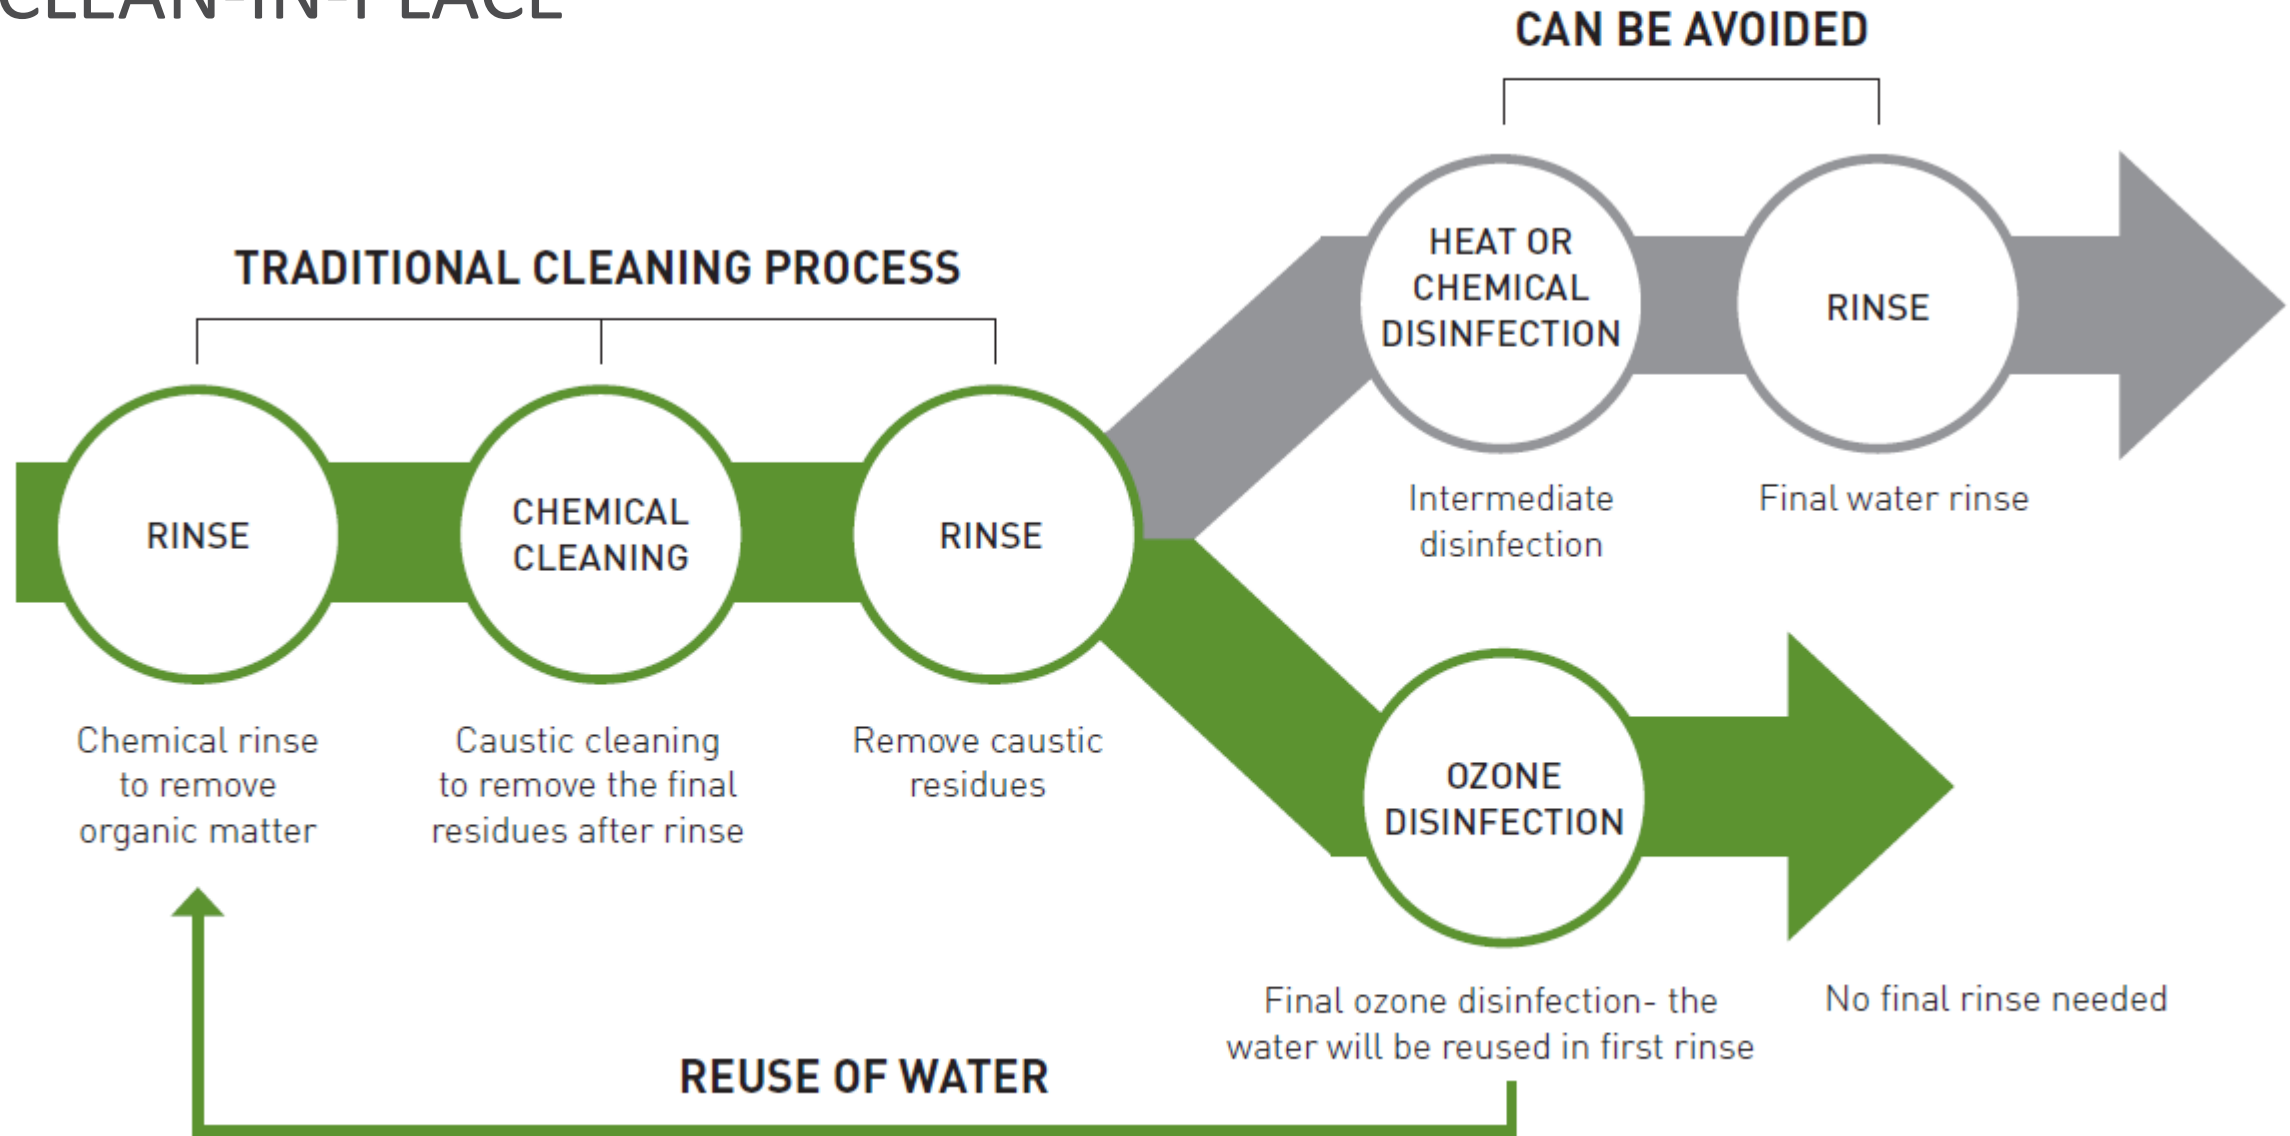 CLEAN-IN-PLACE
CAN BE AVOIDED
TRADITIONAL CLEANING PROCESS
HEAT OR
CHEMICAL
DISINFECTION
RINSE
Intermediate
disinfection
Final water rinse
RINSE
CHEMICAL
CLEANING
RINSE
Chemical rinse
to remove
organic matter
Caustic cleaning
to remove the final
residues after rinse
Remove caustic
residues
OZONE
DISINFECTION
Final ozone disinfection- the
water will be reused in first rinse
No final rinse needed
REUSE OF WATER